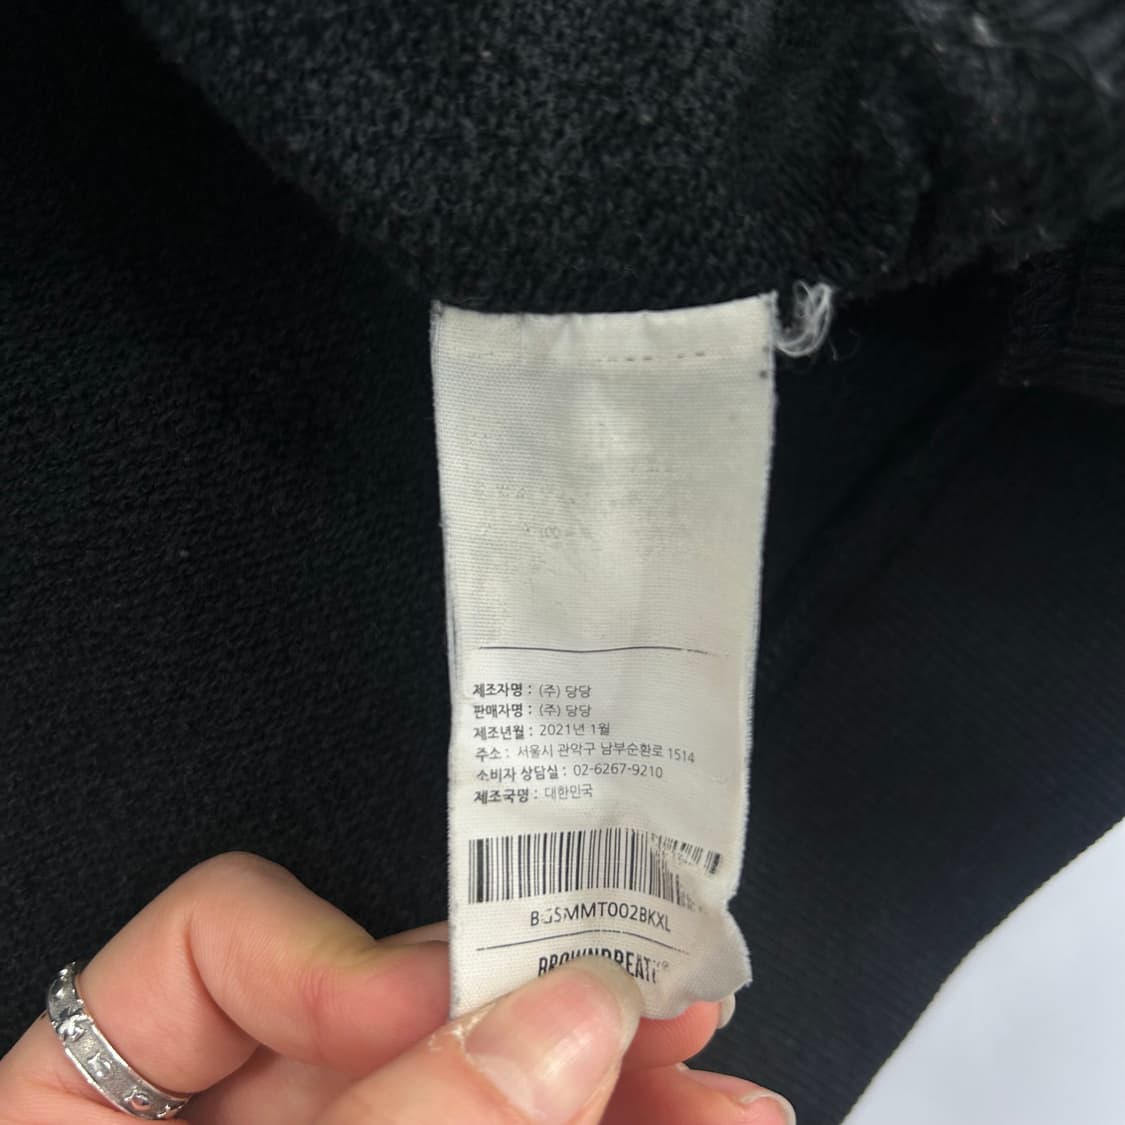 제조자명 : (주) 당당
판매자명 : (주) 당당
제조년월 : 2021년 1월
주소 : 서울시 관악구 남부순환로 1514
소비자 상담실 : 02-6267-9210
제조국명 : 대한민국